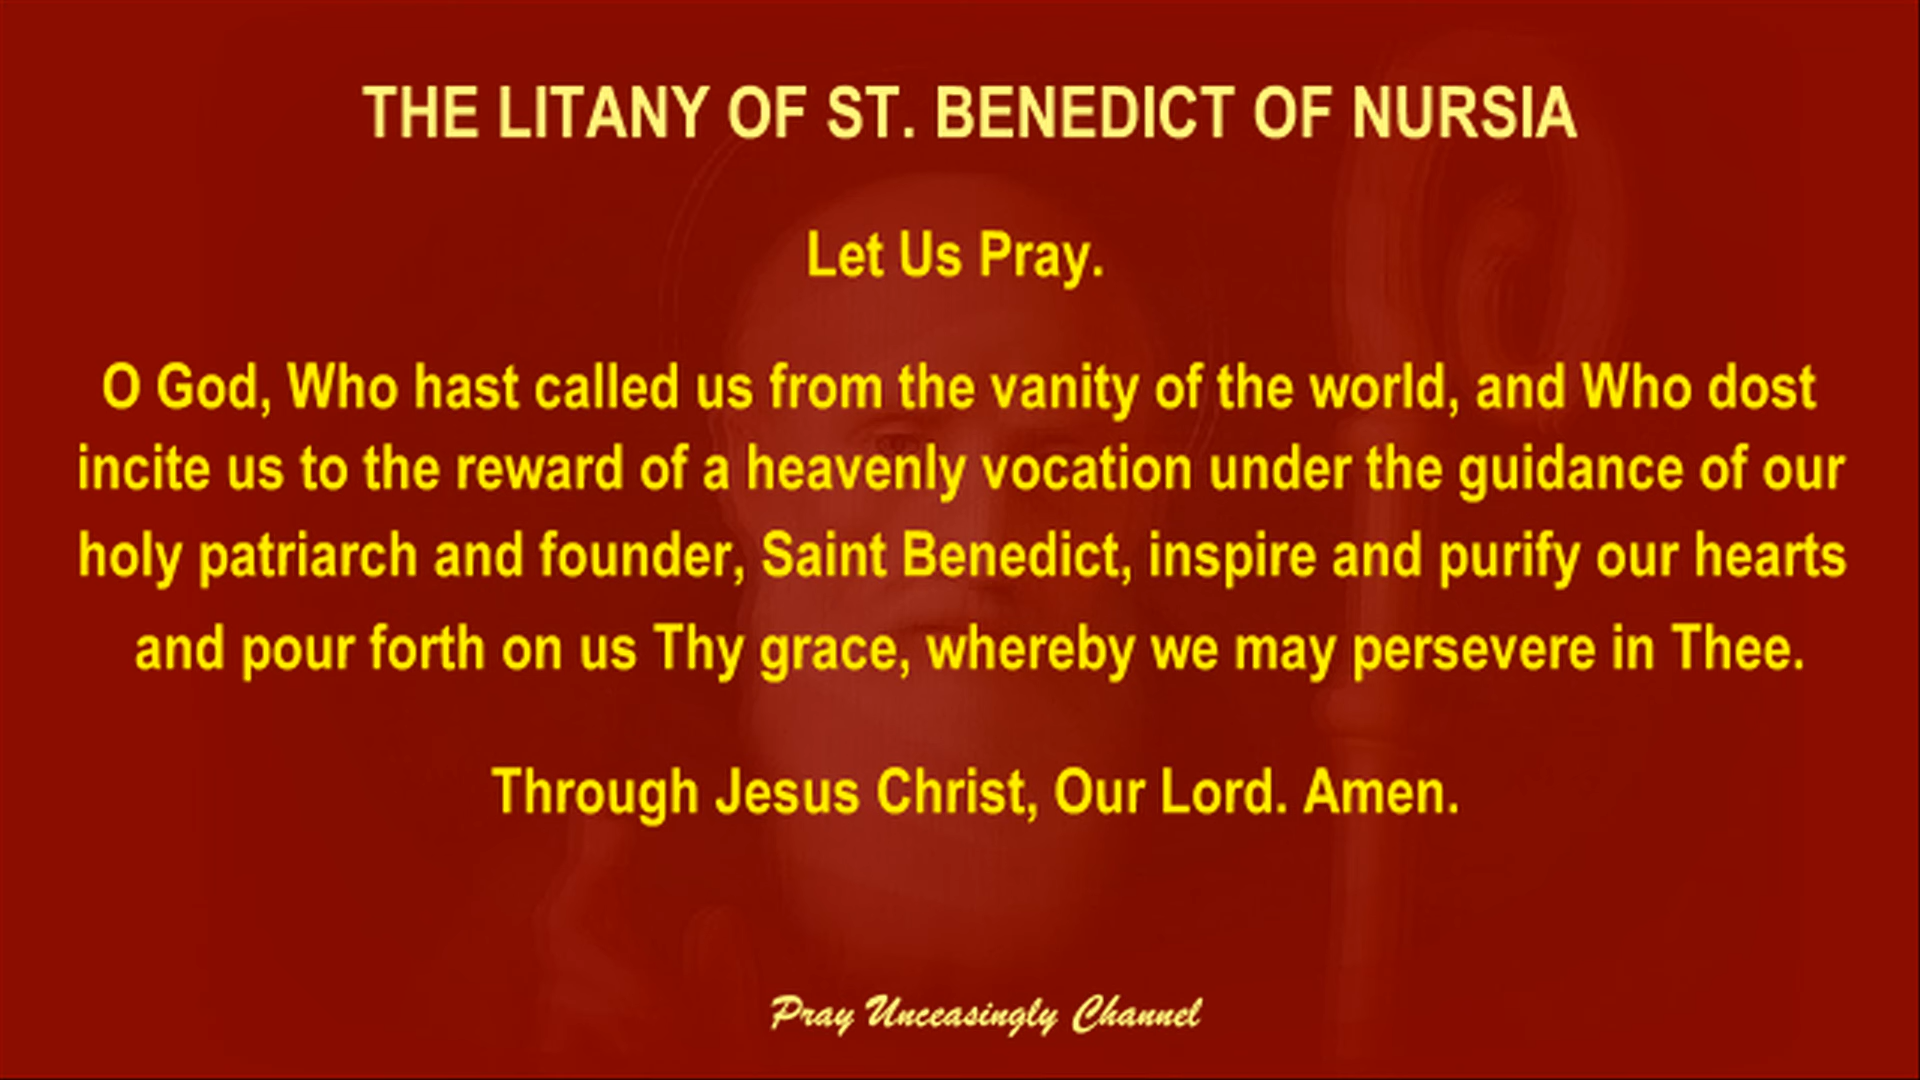 THE LITANY OF ST. BENEDICT OF NURSIA
Let Us Pray.
O God, Who hast called us from the vanity of the world, and Who dost
incite us to the reward of a heavenly vocation under the guidance of our
holy patriarch and founder, Saint Benedict, inspire and purify our hearts
and pour forth on us Thy grace, whereby we may persevere in Thee.
Through Jesus Christ, Our Lord. Amen.
Pray Unceasingly Channel